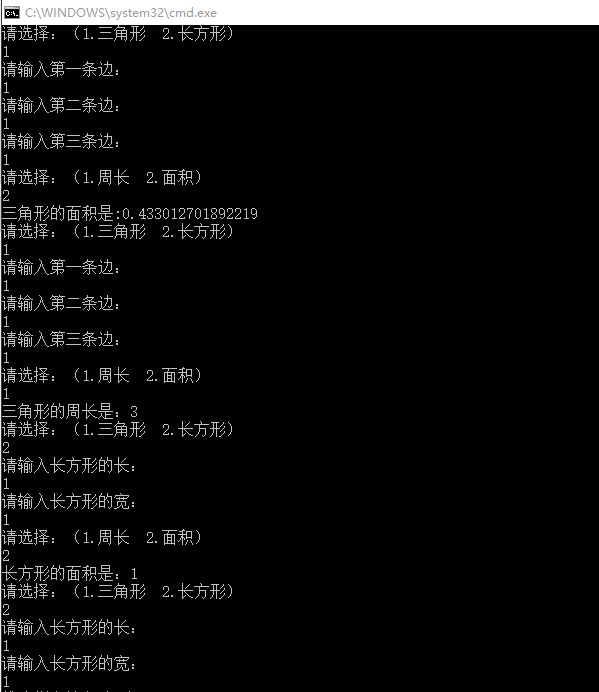 C:\WINDOWS\system32\cmd.exe
请选择：（1.三角形 2.长方形）
1
请输入第一条边：
1
请输入第二条边：
1
请输入第三条边：
1
请选择：（1.周长 2.面积）
2
三角形的面积是:0.433012701892219
请选择：（1.三角形 2.长方形）
1
请输入第一条边：
1
请输入第二条边：
1
请输入第三条边：
1
请选择：（1.周长 2.面积）
1
三角形的周长是：3
请选择：（1.三角形 2.长方形）
2
请输入长方形的长：
1
请输入长方形的宽：
1
请选择：（1.周长 2.面积）
2
长方形的面积是：1
请选择：（1.三角形 2.长方形）
2
请输入长方形的长：
1
请输入长方形的宽：
1